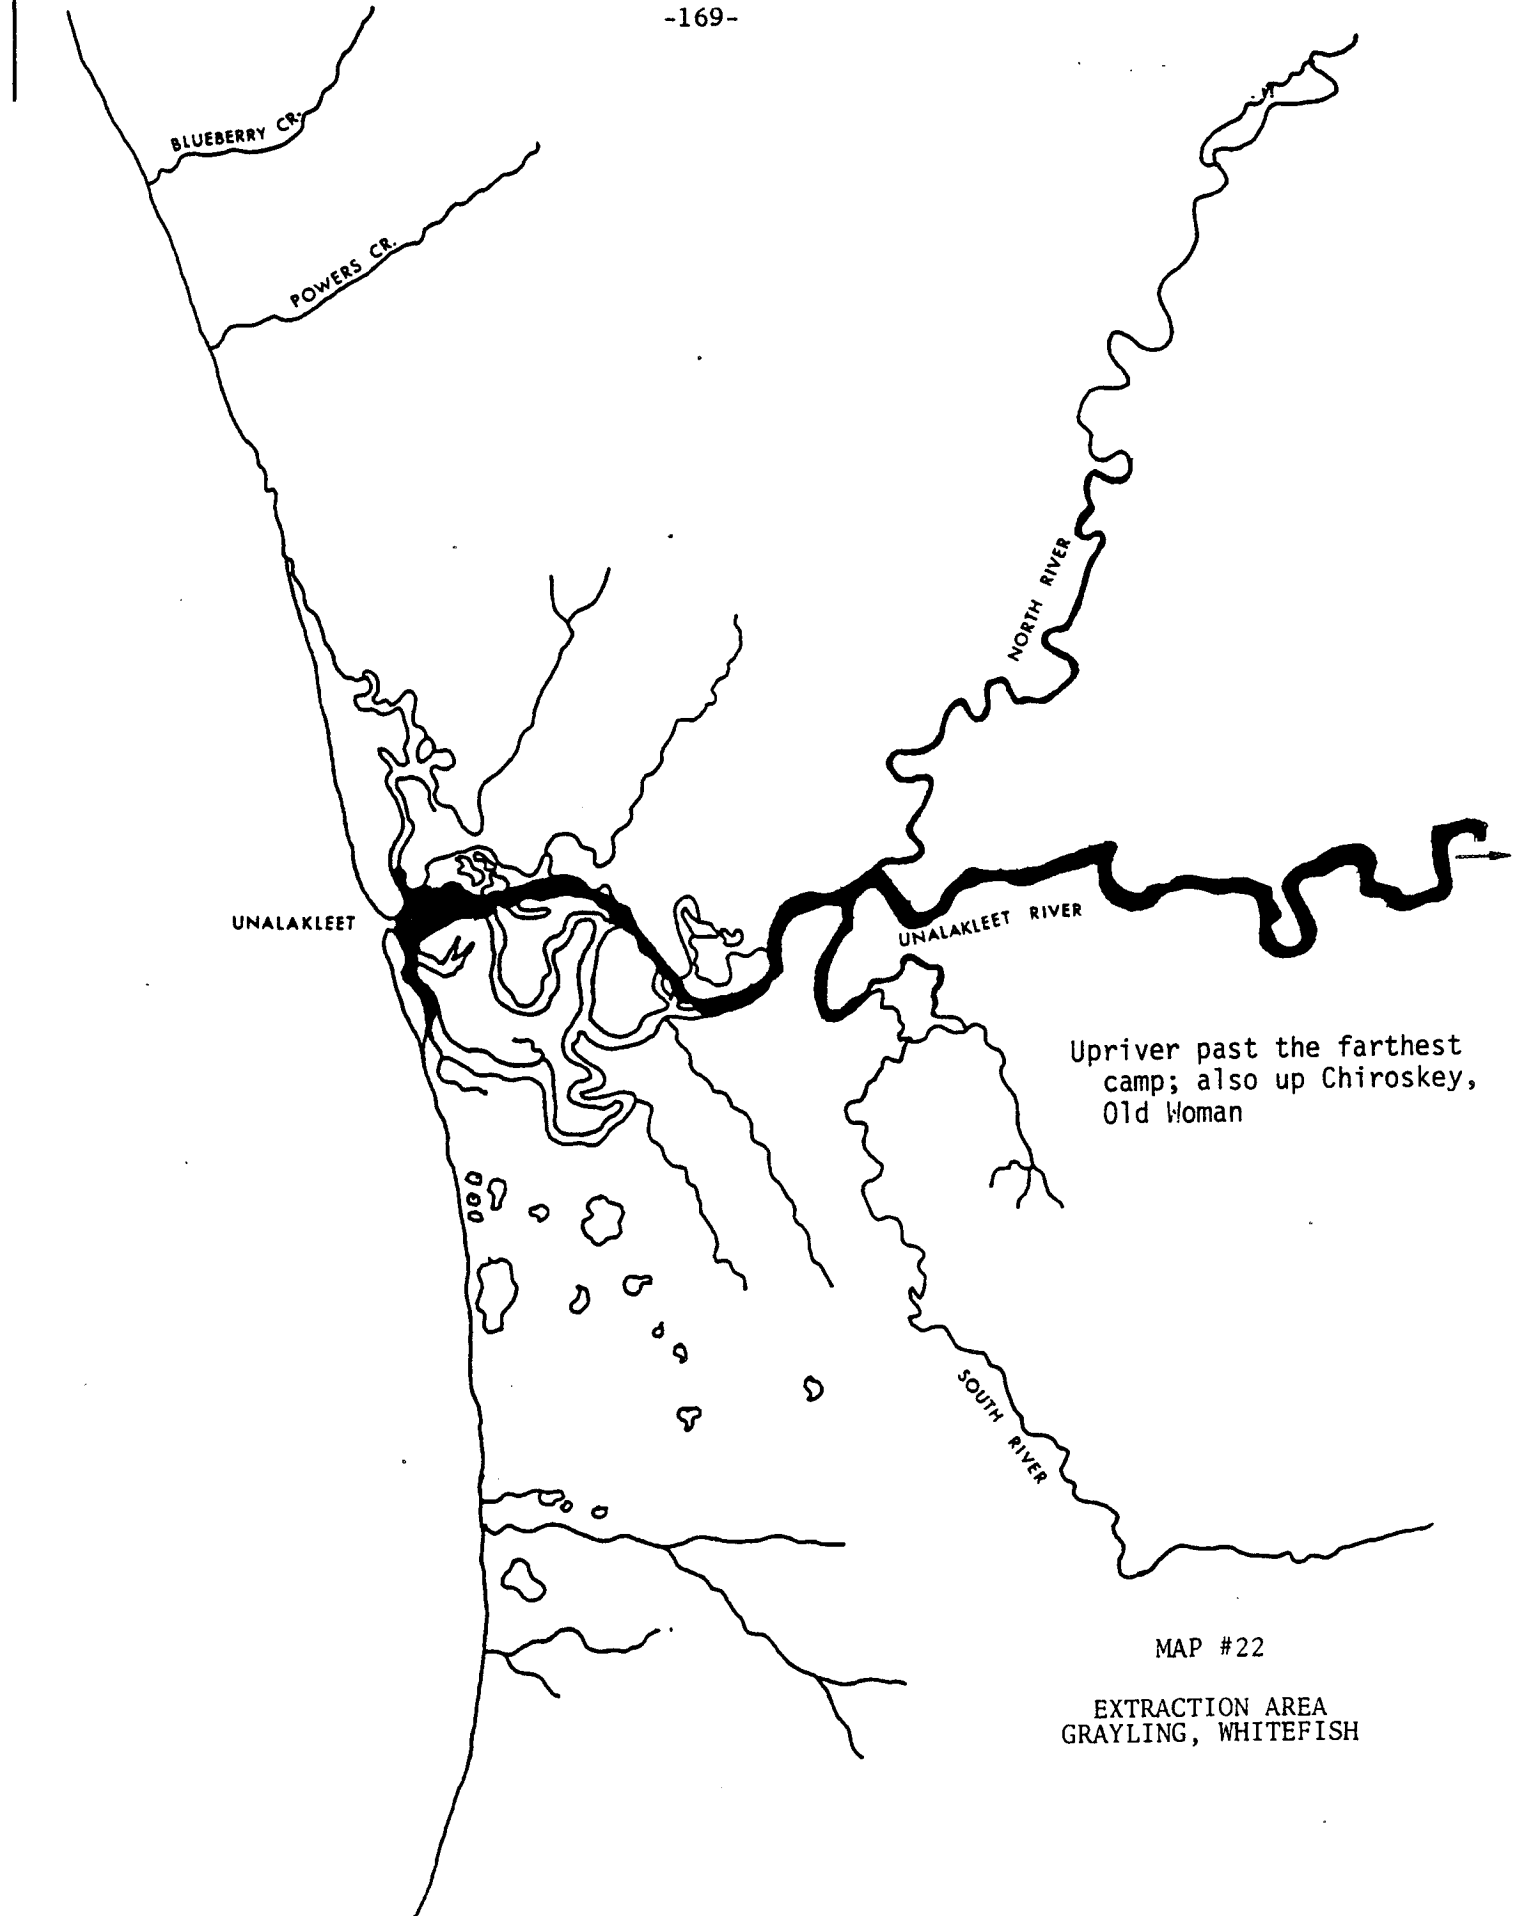 -169-
BLUEBERRY CR.
POWERS CR.
NORTH RIVER
UNALAKLEET
UNALAKLEET RIVER
Upriver past the farthest
camp; also up Chiroskey,
Old Woman
SOUTH RIVER
MAP #22
EXTRACTION AREA
GRAYLING, WHITEFISH